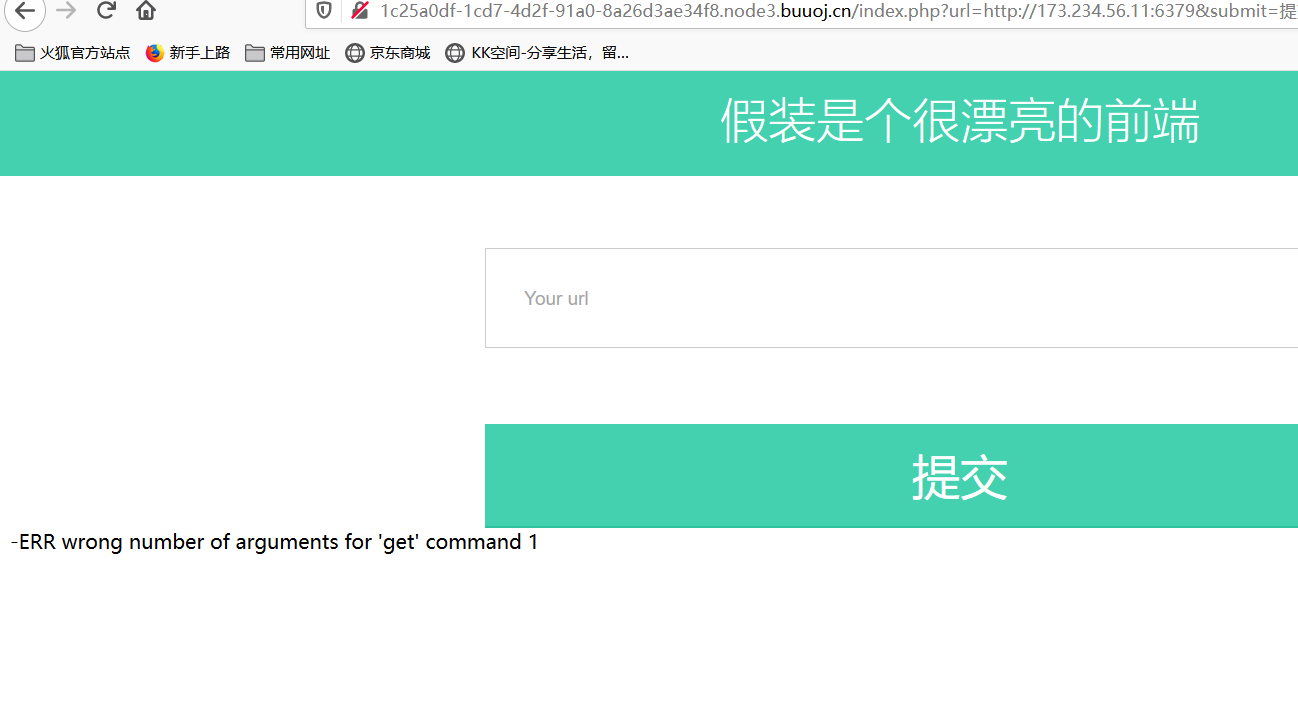 1c25a0df-1cd7-4d2f-91a0-8a26d3ae34f8.node3.buuoj.cn/index.php?url=http://173.234.56.11:6379&submit=提
火狐官方站点 新手上路 常用网址 京东商城 KK空间-分享生活，留...
假装是个很漂亮的前端
Your url
提交
-ERR wrong number of arguments for 'get' command 1